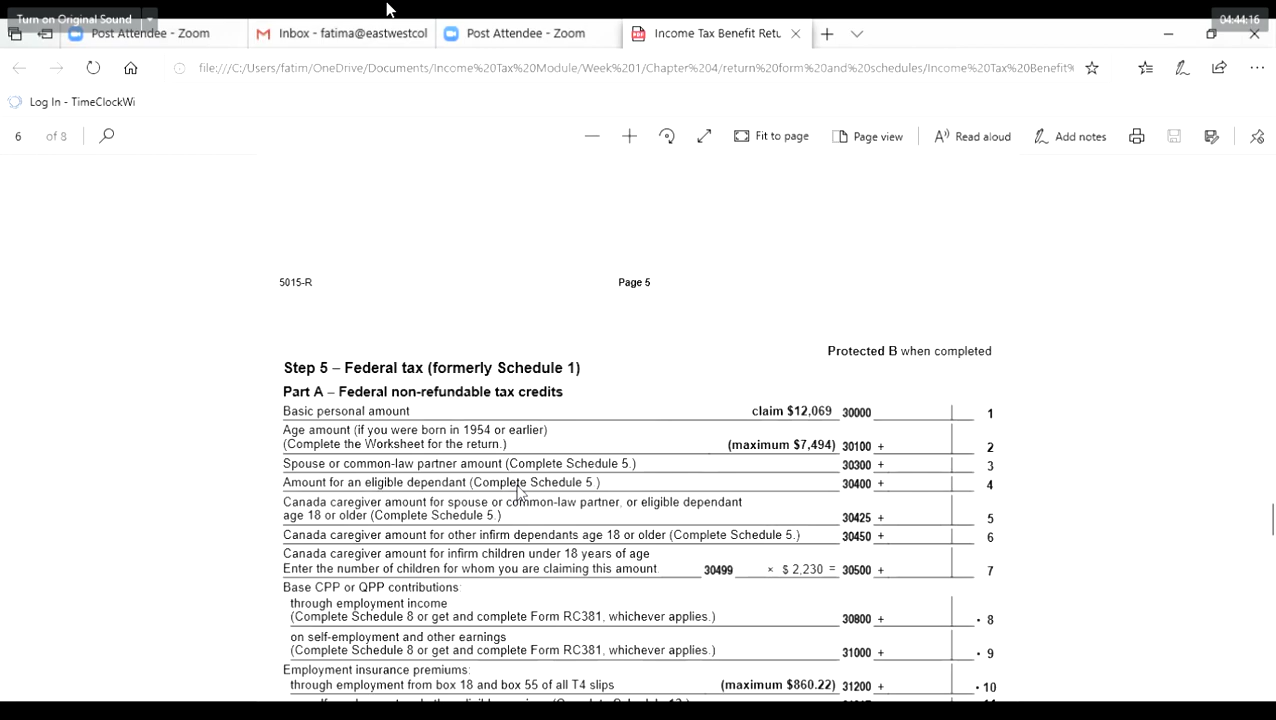 Turn on Original Sound
04:44:16
Post Attendee - Zoom
Inbox - fatima@eastwestcol
Post Attendee - Zoom
Income Tax Benefit Retu
file:///C:/Users/fatim/OneDrive/Documents/Income%20Tax%20Module/Week%201/Chapter%204/return%20form%20and%20schedules/Income%20Tax%20Benefit%
Log In - TimeClockWi
6 of 8
Fit to page
Page view
Read aloud
Add notes
5015-R
Page 5
Protected B when completed
Step 5 – Federal tax (formerly Schedule 1)
Part A – Federal non-refundable tax credits
Basic personal amount claim $12,069 30000 1
Age amount (if you were born in 1954 or earlier)
(Complete the Worksheet for the return.) (maximum $7,494) 30100 + 2
Spouse or common-law partner amount (Complete Schedule 5.) 30300 + 3
Amount for an eligible dependant (Complete Schedule 5 ) 30400 + 4
Canada caregiver amount for spouse or common-law partner, or eligible dependant
age 18 or older (Complete Schedule 5.) 30425 + 5
Canada caregiver amount for other infirm dependants age 18 or older (Complete Schedule 5.) 30450 + 6
Canada caregiver amount for infirm children under 18 years of age
Enter the number of children for whom you are claiming this amount. 30499 × $ 2,230 = 30500 + 7
Base CPP or QPP contributions:
through employment income
(Complete Schedule 8 or get and complete Form RC381, whichever applies.) 30800 + • 8
on self-employment and other earnings
(Complete Schedule 8 or get and complete Form RC381, whichever applies.) 31000 + • 9
Employment insurance premiums:
through employment from box 18 and box 55 of all T4 slips (maximum $860.22) 31200 + • 10